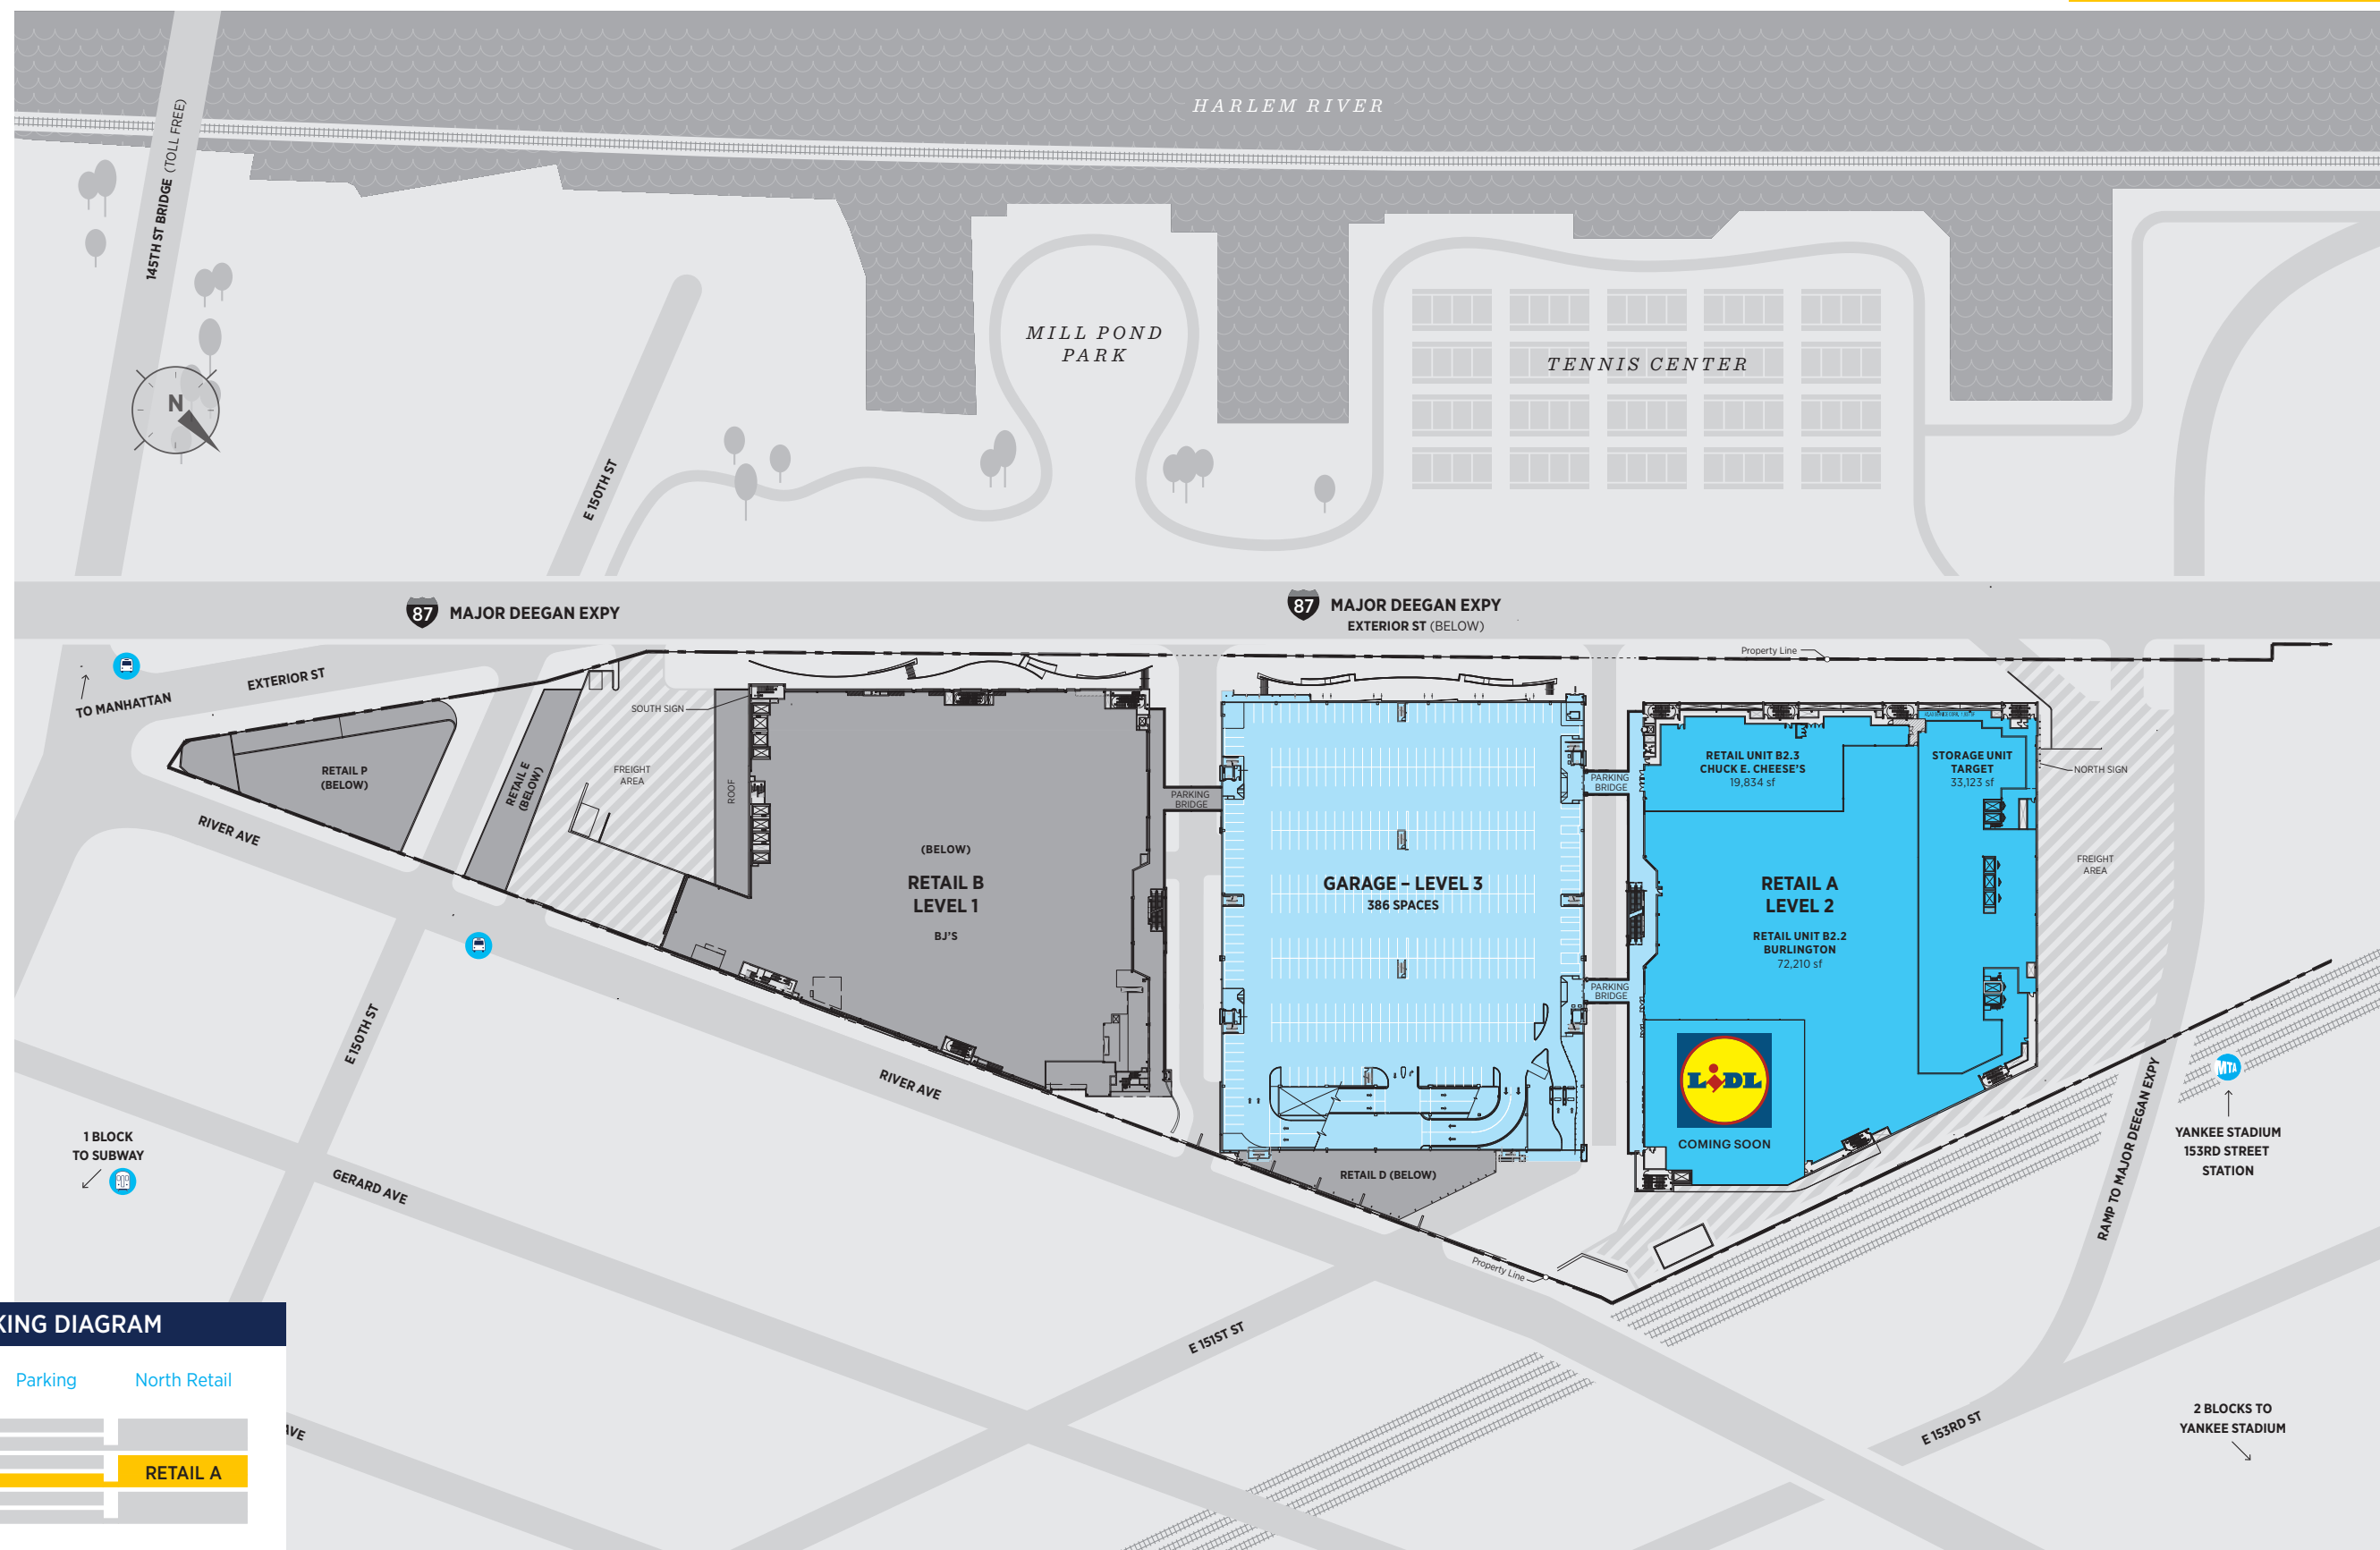 HARLEM RIVER
145TH ST BRIDGE (TOLL FREE)
MILL POND
PARK
TENNIS CENTER
N
E 150TH ST
87 MAJOR DEEGAN EXPY
87 MAJOR DEEGAN EXPY
EXTERIOR ST (BELOW)
Property Line
TO MANHATTAN
EXTERIOR ST
SOUTH SIGN
RETAIL P
(BELOW)
RETAIL E
(BELOW)
FREIGHT
AREA
ROOF
RIVER AVE
(BELOW)
RETAIL B
LEVEL 1
BJ'S
PARKING
BRIDGE
GARAGE – LEVEL 3
386 SPACES
PARKING
BRIDGE
PARKING
BRIDGE
RETAIL UNIT B2.3
CHUCK E. CHEESE'S
19,834 sf
STORAGE UNIT
TARGET
33,123 sf
NORTH SIGN
FREIGHT
AREA
RETAIL A
LEVEL 2
RETAIL UNIT B2.2
BURLINGTON
72,210 sf
LIDL
COMING SOON
E 150TH ST
RIVER AVE
RETAIL D (BELOW)
Property Line
MTA
YANKEE STADIUM
153RD STREET
STATION
RAMP TO MAJOR DEEGAN EXPY
1 BLOCK
TO SUBWAY
GERARD AVE
E 151ST ST
E 153RD ST
2 BLOCKS TO
YANKEE STADIUM
KING DIAGRAM
Parking
North Retail
AVE
RETAIL A